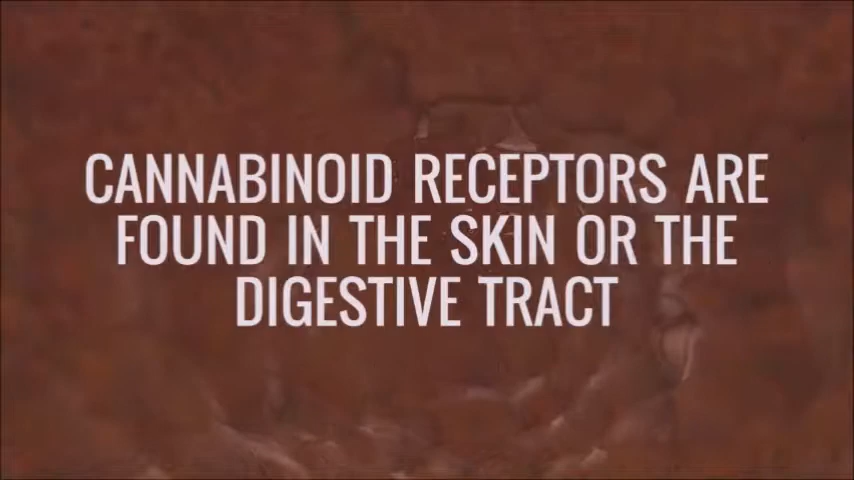 CANNABINOID RECEPTORS ARE
FOUND IN THE SKIN OR THE
DIGESTIVE TRACT